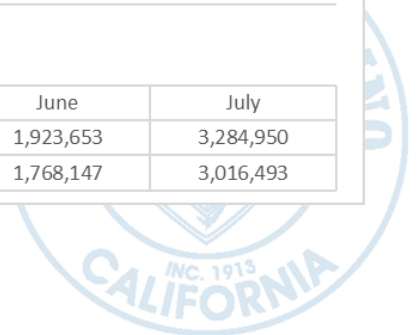 June July
1,923,653 3,284,950
1,768,147 3,016,493
INC. 1913
CALIFORNIA